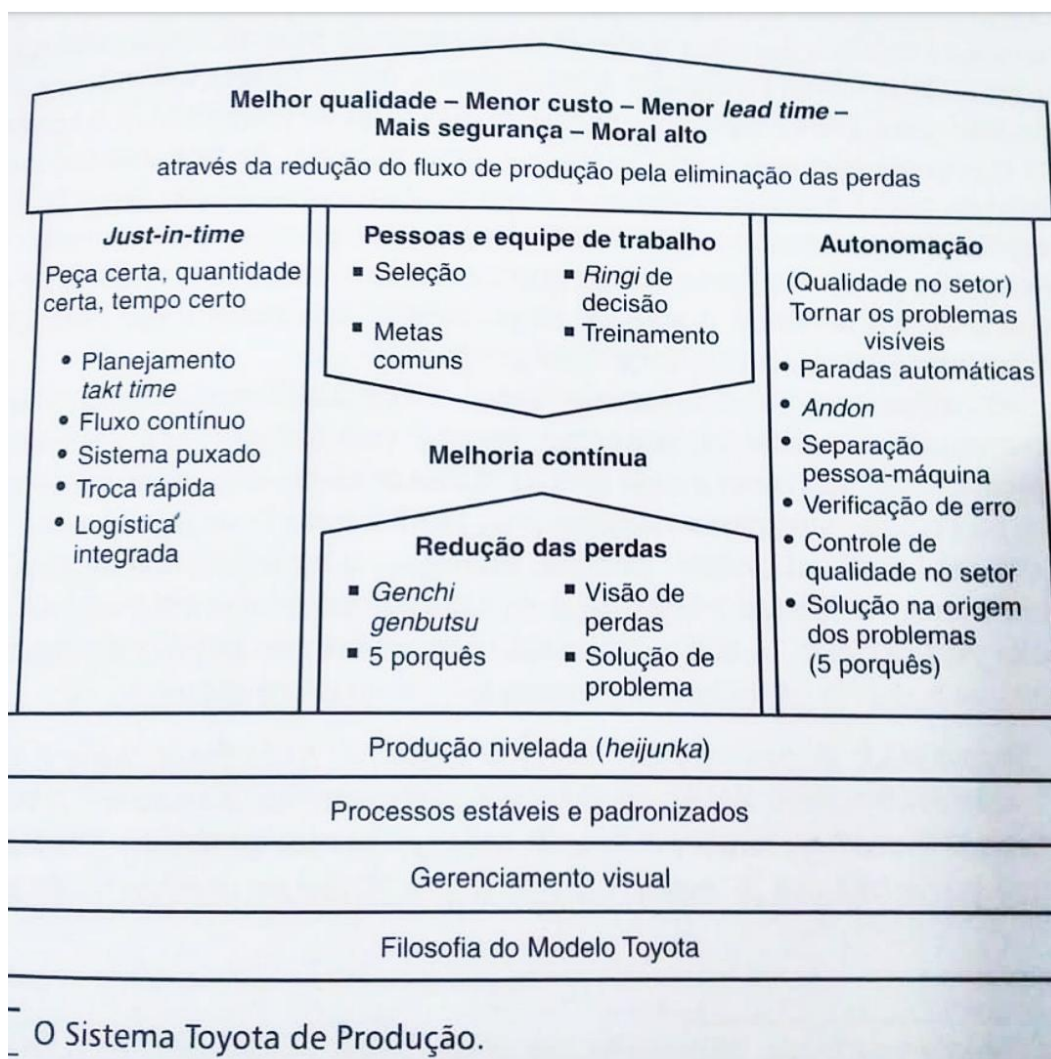 Melhor qualidade – Menor custo – Menor lead time –
Mais segurança – Moral alto
através da redução do fluxo de produção pela eliminação das perdas
Just-in-time
Peça certa, quantidade
certa, tempo certo
• Planejamento
takt time
• Fluxo contínuo
• Sistema puxado
• Troca rápida
• Logística
integrada
Pessoas e equipe de trabalho
▪ Seleção
▪ Metas
comuns
▪ Ringi de
decisão
▪ Treinamento
Melhoria contínua
Redução das perdas
▪ Genchi
genbutsu
▪ 5 porquês
▪ Visão de
perdas
▪ Solução de
problema
Autonomação
(Qualidade no setor)
Tornar os problemas
visíveis
• Paradas automáticas
• Andon
• Separação
pessoa-máquina
• Verificação de erro
• Controle de
qualidade no setor
• Solução na origem
dos problemas
(5 porquês)
Produção nivelada (heijunka)
Processos estáveis e padronizados
Gerenciamento visual
Filosofia do Modelo Toyota
O Sistema Toyota de Produção.